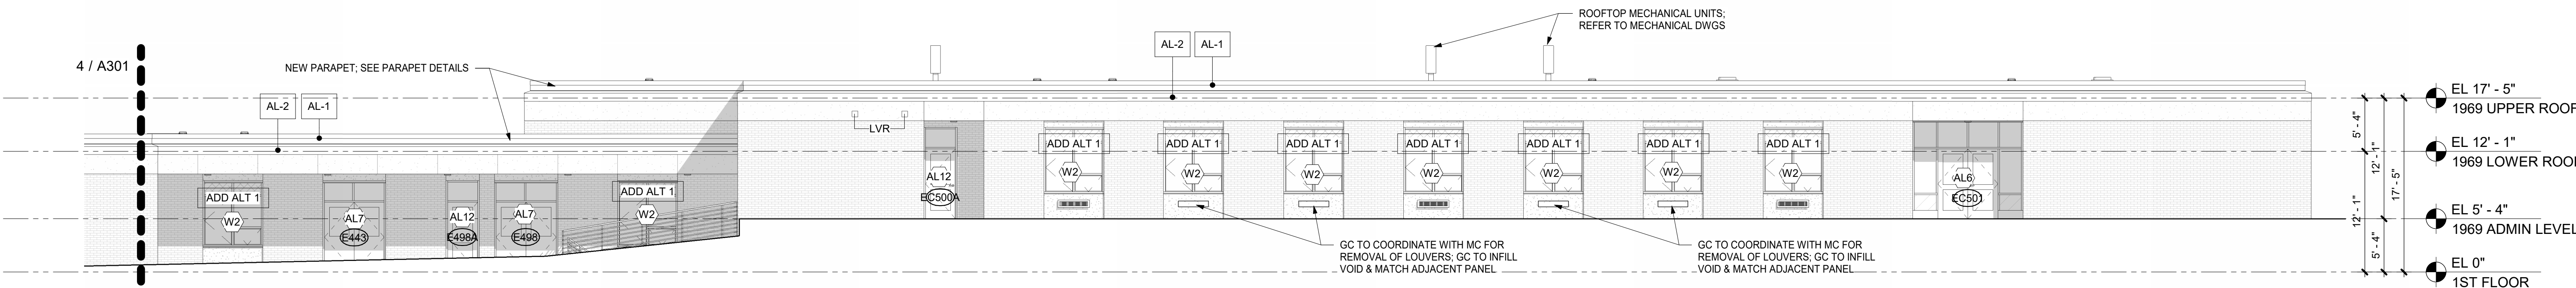 ROOFTOP MECHANICAL UNITS;
REFER TO MECHANICAL DWGS
AL-2
AL-1
4 / A301
NEW PARAPET; SEE PARAPET DETAILS
AL-2
AL-1
LVR
EL 17' - 5"
1969 UPPER ROOF
EL 12' - 1"
1969 LOWER ROOF
EL 5' - 4"
1969 ADMIN LEVEL
EL 0"
1ST FLOOR
5' - 4"
12' - 1"
12' - 1"
5' - 4"
17' - 5"
ADD ALT 1
W2
AL7
E443
AL12
E498A
AL7
E498
ADD ALT 1
W2
AL12
EC500A
ADD ALT 1
W2
ADD ALT 1
W2
ADD ALT 1
W2
ADD ALT 1
W2
ADD ALT 1
W2
ADD ALT 1
W2
ADD ALT 1
W2
AL6
EC501
GC TO COORDINATE WITH MC FOR
REMOVAL OF LOUVERS; GC TO INFILL
VOID & MATCH ADJACENT PANEL
GC TO COORDINATE WITH MC FOR
REMOVAL OF LOUVERS; GC TO INFILL
VOID & MATCH ADJACENT PANEL